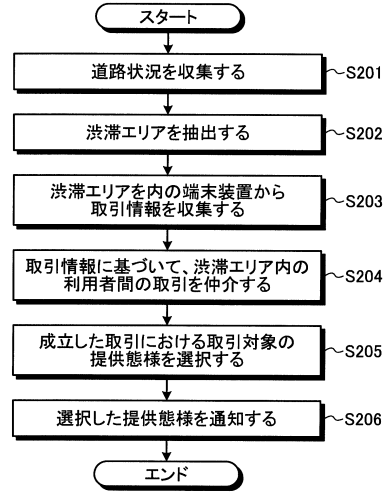 スタート
道路状況を収集する
S201
渋滞エリアを抽出する
S202
渋滞エリアを内の端末装置から
取引情報を収集する
S203
取引情報に基づいて、渋滞エリア内の
利用者間の取引を仲介する
S204
成立した取引における取引対象の
提供態様を選択する
S205
選択した提供態様を通知する
S206
エンド